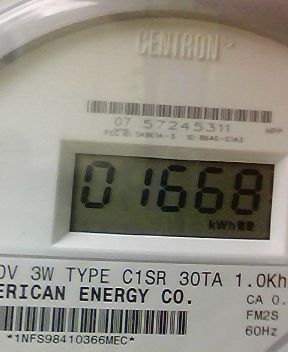 CENTRON®
07 57245311
HPP
01668
kWh
0V 3W TYPE C1SR 30TA 1.0Kh
ERICAN ENERGY CO.
CA 0.
FM2S
60Hz
*1NFS98410366MEC*